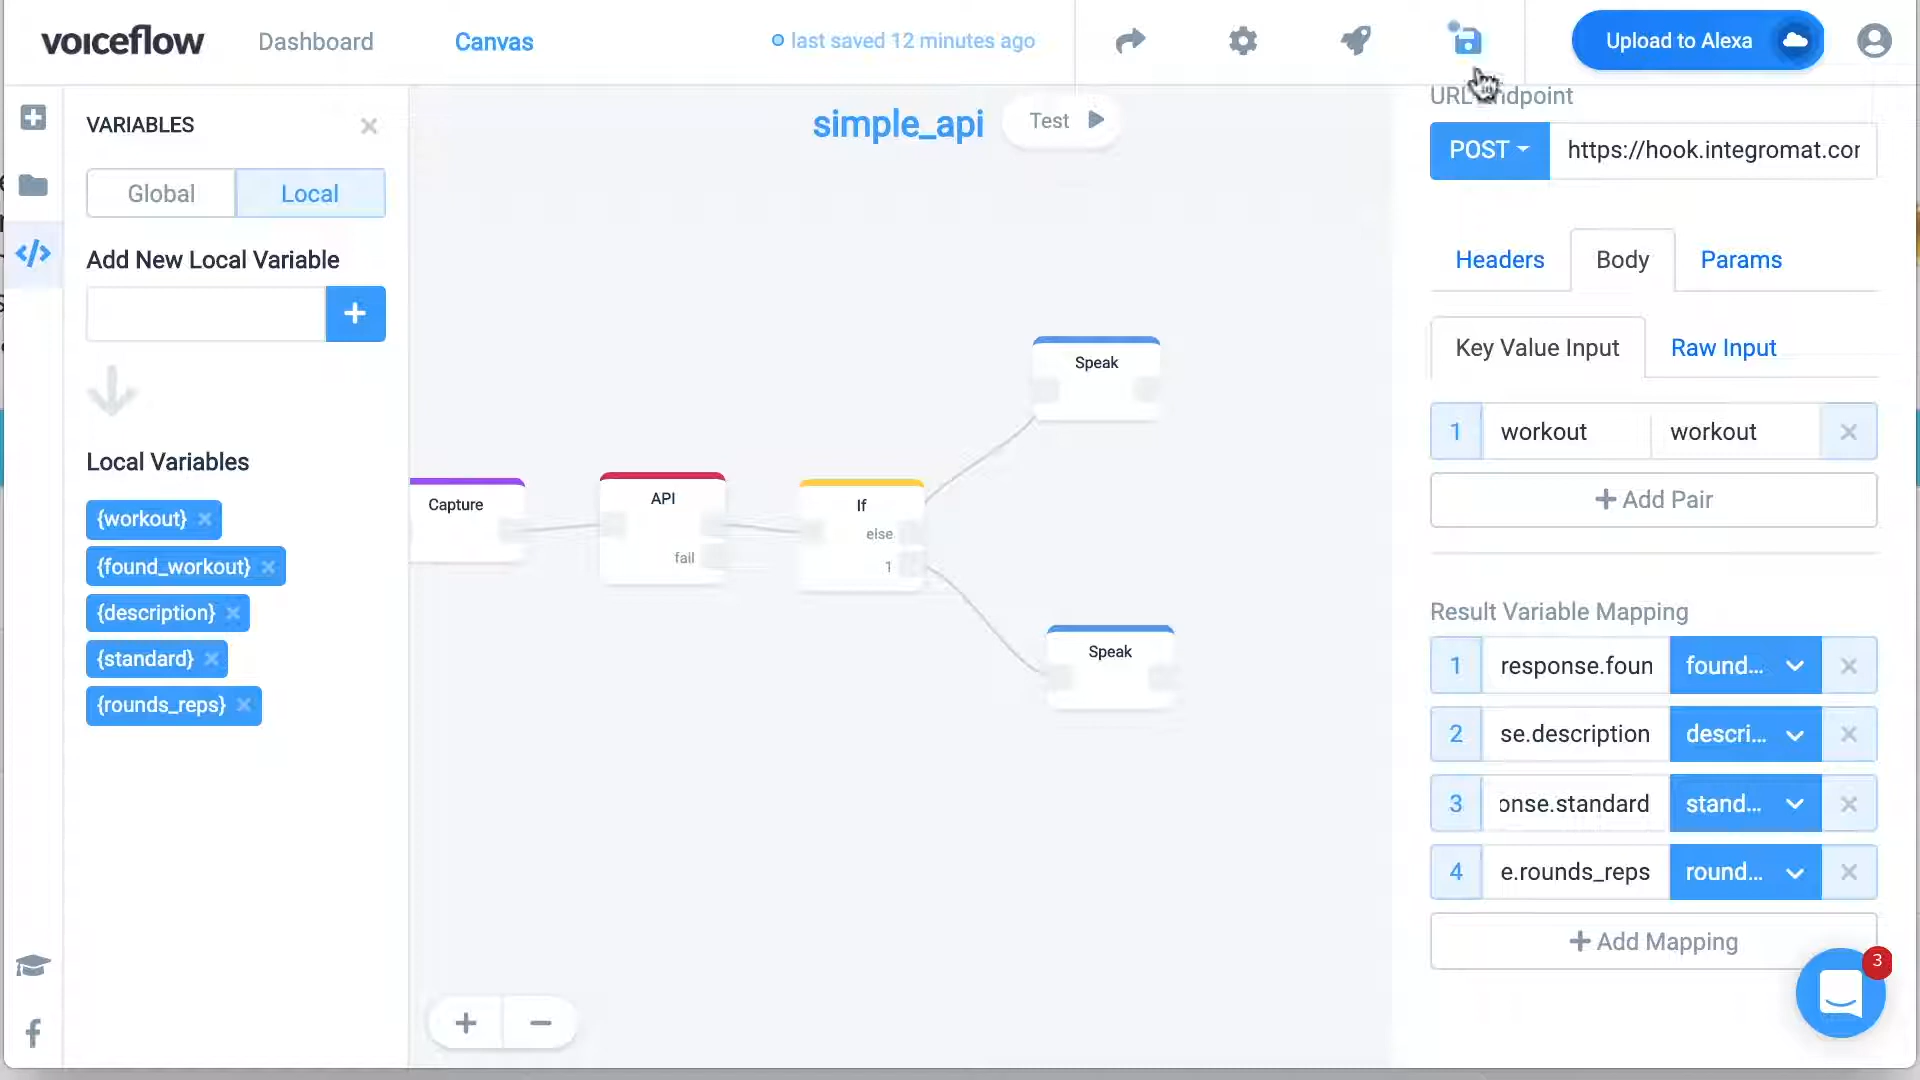 voiceflow
Dashboard
Canvas
last saved 12 minutes ago
Upload to Alexa
VARIABLES
Global
Local
Add New Local Variable
Local Variables
{workout}
{found_workout}
{description}
{standard}
{rounds_reps}
simple_api
Test
Capture
API
fail
If
else
1
Speak
Speak
URL Endpoint
POST
https://hook.integromat.cor
Headers
Body
Params
Key Value Input
Raw Input
1 workout workout
+ Add Pair
Result Variable Mapping
1 response.foun found...
2 se.description descri...
3 onse.standard stand...
4 e.rounds_reps round...
+ Add Mapping
3